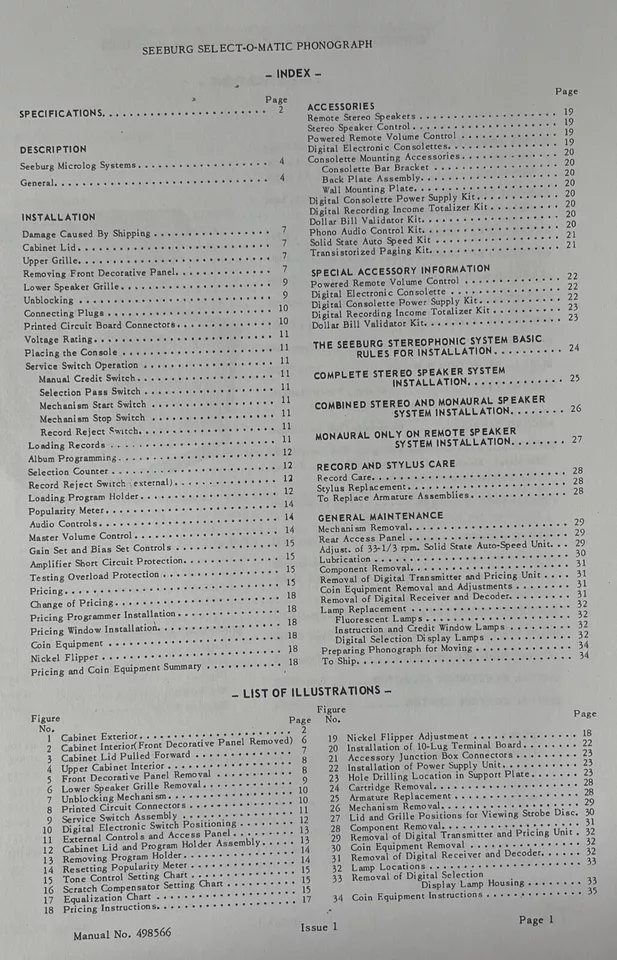 SEEBURG SELECT-O-MATIC PHONOGRAPH
- INDEX -
Page
SPECIFICATIONS. . . . . . . . . . 2
DESCRIPTION
Seeburg Microlog Systems . . . . . . . . . . 4
General. . . . . . . . . . 4
INSTALLATION
Damage Caused By Shipping . . . . . . . . . . 7
Cabinet Lid . . . . . . . . . . 7
Upper Grille . . . . . . . . . . 7
Removing Front Decorative Panel. . . . . . . . . . 7
Lower Speaker Grille . . . . . . . . . . 9
Unblocking . . . . . . . . . . 9
Connecting Plugs . . . . . . . . . . 10
Printed Circuit Board Connectors . . . . . . . . . . 10
Voltage Rating . . . . . . . . . . 11
Placing the Console . . . . . . . . . . 11
Service Switch Operation . . . . . . . . . . 11
Manual Credit Switch . . . . . . . . . . 11
Selection Pass Switch . . . . . . . . . . 11
Mechanism Start Switch . . . . . . . . . . 11
Mechanism Stop Switch . . . . . . . . . . 11
Record Reject Switch. . . . . . . . . . 11
Loading Records . . . . . . . . . . 11
Album Programming. . . . . . . . . . 12
Selection Counter . . . . . . . . . . 12
Record Reject Switch (external). . . . . . . . . . 12
Loading Program Holder . . . . . . . . . . 12
Popularity Meter . . . . . . . . . . 14
Audio Controls . . . . . . . . . . 14
Master Volume Control . . . . . . . . . . 14
Gain Set and Bias Set Controls . . . . . . . . . . 15
Amplifier Short Circuit Protection. . . . . . . . . . 15
Testing Overload Protection . . . . . . . . . . 15
Pricing . . . . . . . . . . 15
Change of Pricing . . . . . . . . . . 18
Pricing Programmer Installation . . . . . . . . . . 18
Pricing Window Installation. . . . . . . . . . 18
Coin Equipment . . . . . . . . . . 18
Nickel Flipper . . . . . . . . . . 18
Pricing and Coin Equipment Summary . . . . . . . . . . 18
Page
ACCESSORIES
Remote Stereo Speakers . . . . . . . . . . 19
Stereo Speaker Control . . . . . . . . . . 19
Powered Remote Volume Control . . . . . . . . . . 19
Digital Electronic Consolettes . . . . . . . . . . 19
Consolette Mounting Accessories . . . . . . . . . . 20
Consolette Bar Bracket . . . . . . . . . . 20
Back Plate Assembly. . . . . . . . . . 20
Wall Mounting Plate. . . . . . . . . . 20
Digital Consolette Power Supply Kit . . . . . . . . . . 20
Digital Recording Income Totalizer Kit . . . . . . . . . . 20
Dollar Bill Validator Kit. . . . . . . . . . 20
Phono Audio Control Kit. . . . . . . . . . 20
Solid State Auto Speed Kit . . . . . . . . . . 21
Transistorized Paging Kit. . . . . . . . . . 21
SPECIAL ACCESSORY INFORMATION
Powered Remote Volume Control . . . . . . . . . . 22
Digital Electronic Consolette . . . . . . . . . . 22
Digital Consolette Power Supply Kit . . . . . . . . . . 22
Digital Recording Income Totalizer Kit . . . . . . . . . . 23
Dollar Bill Validator Kit. . . . . . . . . . 23
THE SEEBURG STEREOPHONIC SYSTEM BASIC
RULES FOR INSTALLATION . . . . . . . . . . 24
COMPLETE STEREO SPEAKER SYSTEM
INSTALLATION. . . . . . . . . . 25
COMBINED STEREO AND MONAURAL SPEAKER
SYSTEM INSTALLATION. . . . . . . . 26
MONAURAL ONLY ON REMOTE SPEAKER
SYSTEM INSTALLATION. . . . . . . . 27
RECORD AND STYLUS CARE
Record Care. . . . . . . . . . 28
Stylus Replacement. . . . . . . . . . 28
To Replace Armature Assemblies. . . . . . . . . . 28
GENERAL MAINTENANCE
Mechanism Removal. . . . . . . . . . 29
Rear Access Panel . . . . . . . . . . 29
Adjust. of 33-1/3 rpm. Solid State Auto-Speed Unit. . . 29
Lubrication . . . . . . . . . . 30
Component Removal. . . . . . . . . . 31
Removal of Digital Transmitter and Pricing Unit . . . . 31
Coin Equipment Removal and Adjustments . . . . . . . . 31
Removal of Digital Receiver and Decoder. . . . . . . . 31
Lamp Replacement . . . . . . . . . . 32
Fluorescent Lamps . . . . . . . . . . 32
Instruction and Credit Window Lamps . . . . . . . . 32
Digital Selection Display Lamps . . . . . . . . . . 32
Preparing Phonograph for Moving . . . . . . . . . . 34
To Ship. . . . . . . . . . 34
- LIST OF ILLUSTRATIONS -
Figure
No. Page
1 Cabinet Exterior. . . . . . . . . . 2
2 Cabinet Interior(Front Decorative Panel Removed) 6
3 Cabinet Lid Pulled Forward . . . . . . . . . . 7
4 Upper Cabinet Interior . . . . . . . . . . 8
5 Front Decorative Panel Removal . . . . . . . . . . 8
6 Lower Speaker Grille Removal . . . . . . . . . . 9
7 Unblocking Mechanism . . . . . . . . . . 10
8 Printed Circuit Connectors . . . . . . . . . . 10
9 Service Switch Assembly . . . . . . . . . . 11
10 Digital Electronic Switch Positioning . . . . . . . . 12
11 External Controls and Access Panel . . . . . . . . 13
12 Cabinet Lid and Program Holder Assembly . . . . 13
13 Removing Program Holder. . . . . . . . . . 14
14 Resetting Popularity Meter . . . . . . . . . . 14
15 Tone Control Setting Chart . . . . . . . . . . 15
16 Scratch Compensator Setting Chart . . . . . . . . 15
17 Equalization Chart . . . . . . . . . . 15
18 Pricing Instructions. . . . . . . . . . 17
Figure
No. Page
19 Nickel Flipper Adjustment . . . . . . . . . . 18
20 Installation of 10-Lug Terminal Board . . . . . . . . 22
21 Accessory Junction Box Connectors . . . . . . . . 23
22 Installation of Power Supply Unit. . . . . . . . . . 23
23 Hole Drilling Location in Support Plate. . . . . . . . 23
24 Cartridge Removal. . . . . . . . . . 28
25 Armature Replacement . . . . . . . . . . 28
26 Mechanism Removal. . . . . . . . . . 29
27 Lid and Grille Positions for Viewing Strobe Disc. 30
28 Component Removal. . . . . . . . . . 31
29 Removal of Digital Transmitter and Pricing Unit . 32
30 Coin Equipment Removal . . . . . . . . . . 32
31 Removal of Digital Receiver and Decoder. . . . . . 32
32 Lamp Locations . . . . . . . . . . 33
33 Removal of Digital Selection
Display Lamp Housing . . . . . . . . 33
34 Coin Equipment Instructions . . . . . . . . . . 35
Manual No. 498566
Issue 1
Page 1